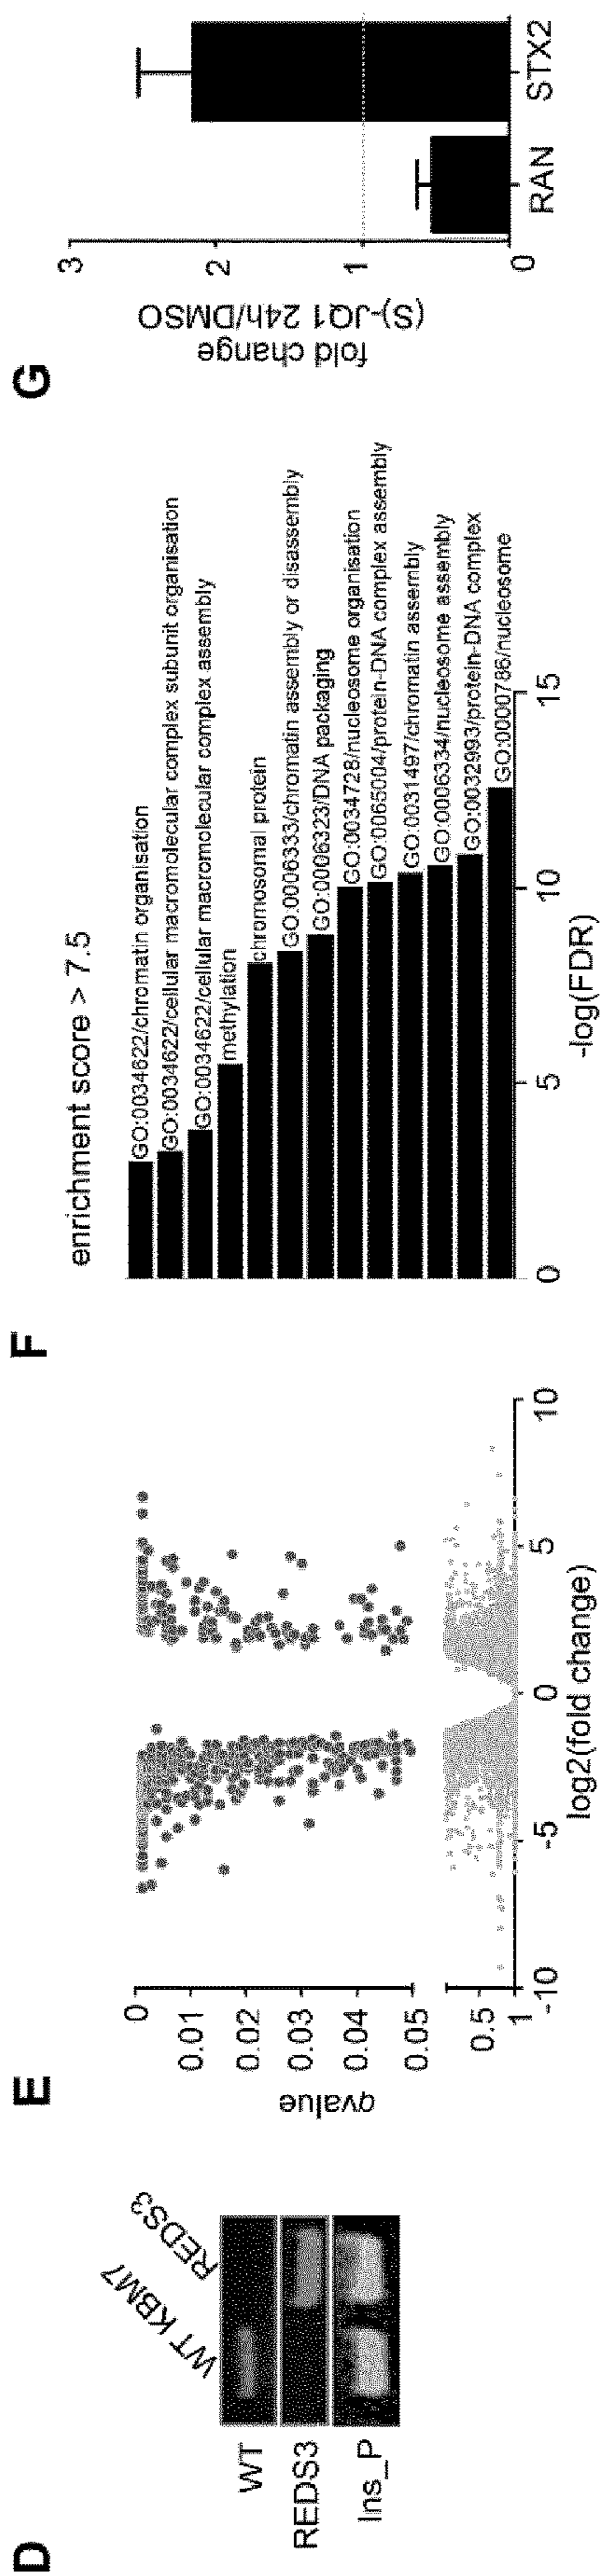 D
WT KBM7
REDS3
WT
REDS3
Ins_P
E
qvalue
0
0.01
0.02
0.03
0.04
0.05
0.5
1
-10
-5
0
5
10
log2(fold change)
F
enrichment score > 7.5
GO:0034622/chromatin organisation
GO:0034622/cellular macromolecular complex subunit organisation
GO:0034622/cellular macromolecular complex assembly
methylation
chromosomal protein
GO:0006333/chromatin assembly or disassembly
GO:0006323/DNA packaging
GO:0034728/nucleosome organisation
GO:0065004/protein-DNA complex assembly
GO:0031497/chromatin assembly
GO:0006334/nucleosome assembly
GO:0032993/protein-DNA complex
GO:0000786/nucleosome
0
5
10
15
-log(FDR)
G
fold change
(S)-JQ1 24h/DMSO
3
2
1
0
RAN
STX2